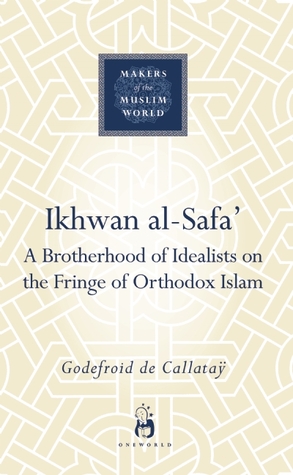 MAKERS
of the
MUSLIM
WORLD
Ikhwan al-Safa’
A Brotherhood of Idealists on
the Fringe of Orthodox Islam
Godefroid de Callataÿ
ONEWORLD